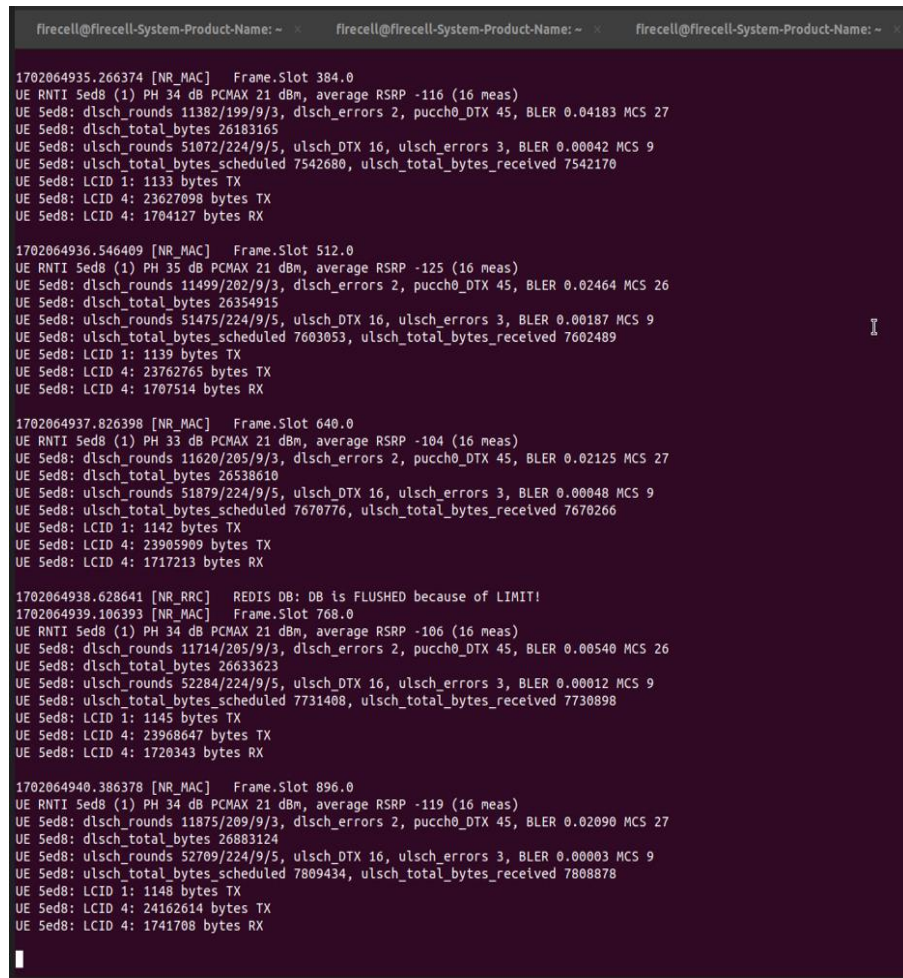 firecell@firecell-System-Product-Name: ~ × firecell@firecell-System-Product-Name: ~ × firecell@firecell-System-Product-Name: ~ ×
1702064935.266374 [NR_MAC] Frame.Slot 384.0
UE RNTI 5ed8 (1) PH 34 dB PCMAX 21 dBm, average RSRP -116 (16 meas)
UE 5ed8: dlsch_rounds 11382/199/9/3, dlsch_errors 2, pucch0_DTX 45, BLER 0.04183 MCS 27
UE 5ed8: dlsch_total_bytes 26183165
UE 5ed8: ulsch_rounds 51072/224/9/5, ulsch_DTX 16, ulsch_errors 3, BLER 0.00042 MCS 9
UE 5ed8: ulsch_total_bytes_scheduled 7542680, ulsch_total_bytes_received 7542170
UE 5ed8: LCID 1: 1133 bytes TX
UE 5ed8: LCID 4: 23627098 bytes TX
UE 5ed8: LCID 4: 1704127 bytes RX
1702064936.546409 [NR_MAC] Frame.Slot 512.0
UE RNTI 5ed8 (1) PH 35 dB PCMAX 21 dBm, average RSRP -125 (16 meas)
UE 5ed8: dlsch_rounds 11499/202/9/3, dlsch_errors 2, pucch0_DTX 45, BLER 0.02464 MCS 26
UE 5ed8: dlsch_total_bytes 26354915
UE 5ed8: ulsch_rounds 51475/224/9/5, ulsch_DTX 16, ulsch_errors 3, BLER 0.00187 MCS 9
UE 5ed8: ulsch_total_bytes_scheduled 7603053, ulsch_total_bytes_received 7602489
UE 5ed8: LCID 1: 1139 bytes TX
UE 5ed8: LCID 4: 23762765 bytes TX
UE 5ed8: LCID 4: 1707514 bytes RX
1702064937.826398 [NR_MAC] Frame.Slot 640.0
UE RNTI 5ed8 (1) PH 33 dB PCMAX 21 dBm, average RSRP -104 (16 meas)
UE 5ed8: dlsch_rounds 11620/205/9/3, dlsch_errors 2, pucch0_DTX 45, BLER 0.02125 MCS 27
UE 5ed8: dlsch_total_bytes 26538610
UE 5ed8: ulsch_rounds 51879/224/9/5, ulsch_DTX 16, ulsch_errors 3, BLER 0.00048 MCS 9
UE 5ed8: ulsch_total_bytes_scheduled 7670776, ulsch_total_bytes_received 7670266
UE 5ed8: LCID 1: 1142 bytes TX
UE 5ed8: LCID 4: 23905909 bytes TX
UE 5ed8: LCID 4: 1717213 bytes RX
1702064938.628641 [NR_RRC] REDIS DB: DB is FLUSHED because of LIMIT!
1702064939.106393 [NR_MAC] Frame.Slot 768.0
UE RNTI 5ed8 (1) PH 34 dB PCMAX 21 dBm, average RSRP -106 (16 meas)
UE 5ed8: dlsch_rounds 11714/205/9/3, dlsch_errors 2, pucch0_DTX 45, BLER 0.00540 MCS 26
UE 5ed8: dlsch_total_bytes 26633623
UE 5ed8: ulsch_rounds 52284/224/9/5, ulsch_DTX 16, ulsch_errors 3, BLER 0.00012 MCS 9
UE 5ed8: ulsch_total_bytes_scheduled 7731408, ulsch_total_bytes_received 7730898
UE 5ed8: LCID 1: 1145 bytes TX
UE 5ed8: LCID 4: 23968647 bytes TX
UE 5ed8: LCID 4: 1720343 bytes RX
1702064940.386378 [NR_MAC] Frame.Slot 896.0
UE RNTI 5ed8 (1) PH 34 dB PCMAX 21 dBm, average RSRP -119 (16 meas)
UE 5ed8: dlsch_rounds 11875/209/9/3, dlsch_errors 2, pucch0_DTX 45, BLER 0.02090 MCS 27
UE 5ed8: dlsch_total_bytes 26883124
UE 5ed8: ulsch_rounds 52709/224/9/5, ulsch_DTX 16, ulsch_errors 3, BLER 0.00003 MCS 9
UE 5ed8: ulsch_total_bytes_scheduled 7809434, ulsch_total_bytes_received 7808878
UE 5ed8: LCID 1: 1148 bytes TX
UE 5ed8: LCID 4: 24162614 bytes TX
UE 5ed8: LCID 4: 1741708 bytes RX